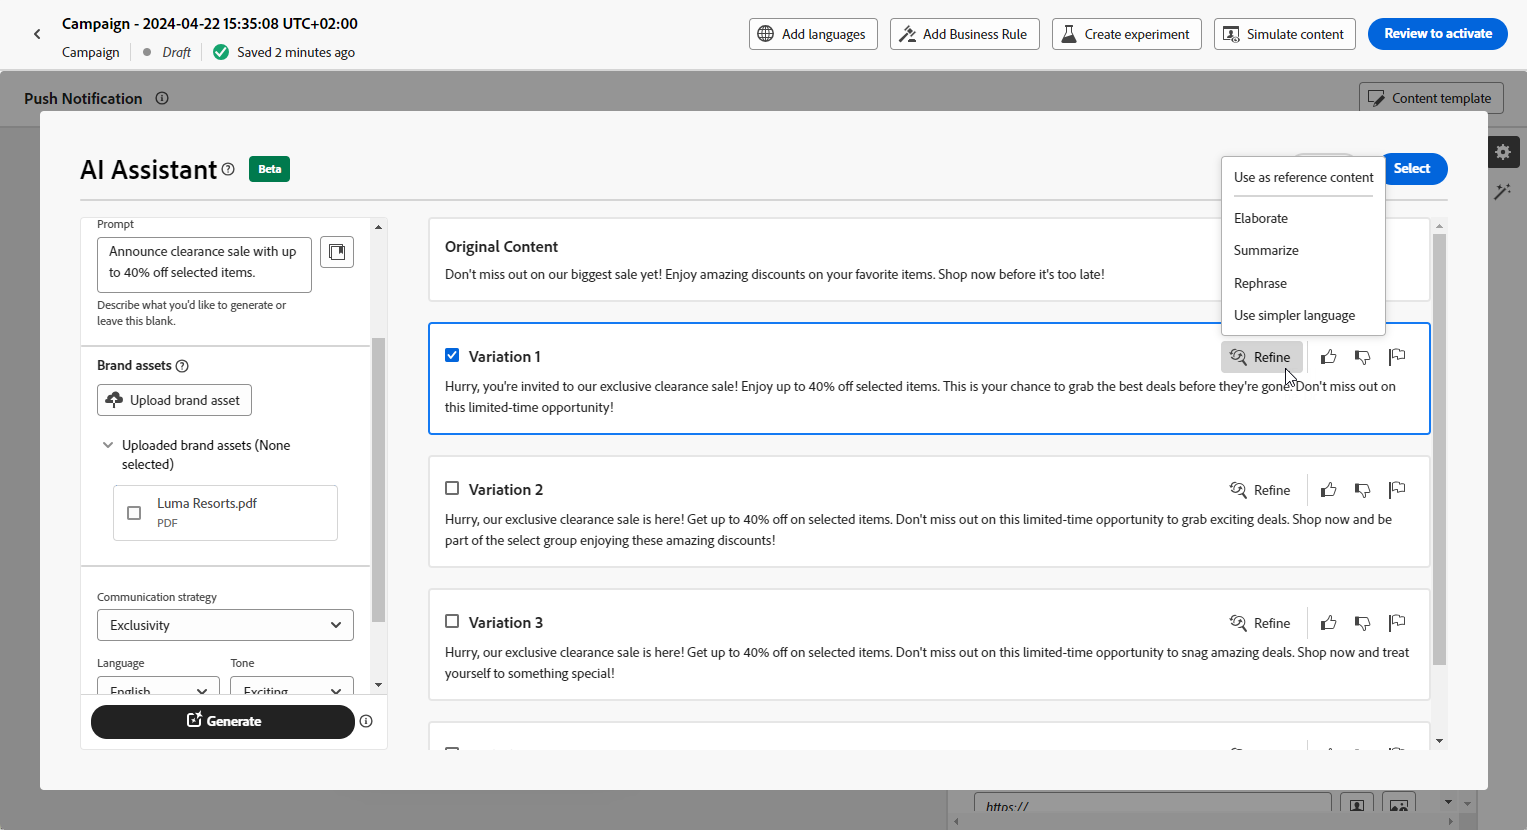 Campaign - 2024-04-22 15:35:08 UTC+02:00
Campaign
Draft
Saved 2 minutes ago
Add languages
Add Business Rule
Create experiment
Simulate content
Review to activate
Push Notification
Content template
AI Assistant
Beta
Select
Use as reference content
Elaborate
Summarize
Rephrase
Use simpler language
Prompt
Announce clearance sale with up
to 40% off selected items.
Describe what you'd like to generate or
leave this blank.
Brand assets
Upload brand asset
Uploaded brand assets (None
selected)
Luma Resorts.pdf
PDF
Communication strategy
Exclusivity
Language
Tone
English
Exciting
Generate
Original Content
Don't miss out on our biggest sale yet! Enjoy amazing discounts on your favorite items. Shop now before it's too late!
Variation 1
Refine
Hurry, you're invited to our exclusive clearance sale! Enjoy up to 40% off selected items. This is your chance to grab the best deals before they're gone. Don't miss out on
this limited-time opportunity!
Variation 2
Refine
Hurry, our exclusive clearance sale is here! Get up to 40% off on selected items. Don't miss out on this limited-time opportunity to grab exciting deals. Shop now and be
part of the select group enjoying these amazing discounts!
Variation 3
Refine
Hurry, our exclusive clearance sale is here! Get up to 40% off on selected items. Don't miss out on this limited-time opportunity to snag amazing deals. Shop now and treat
yourself to something special!
https://